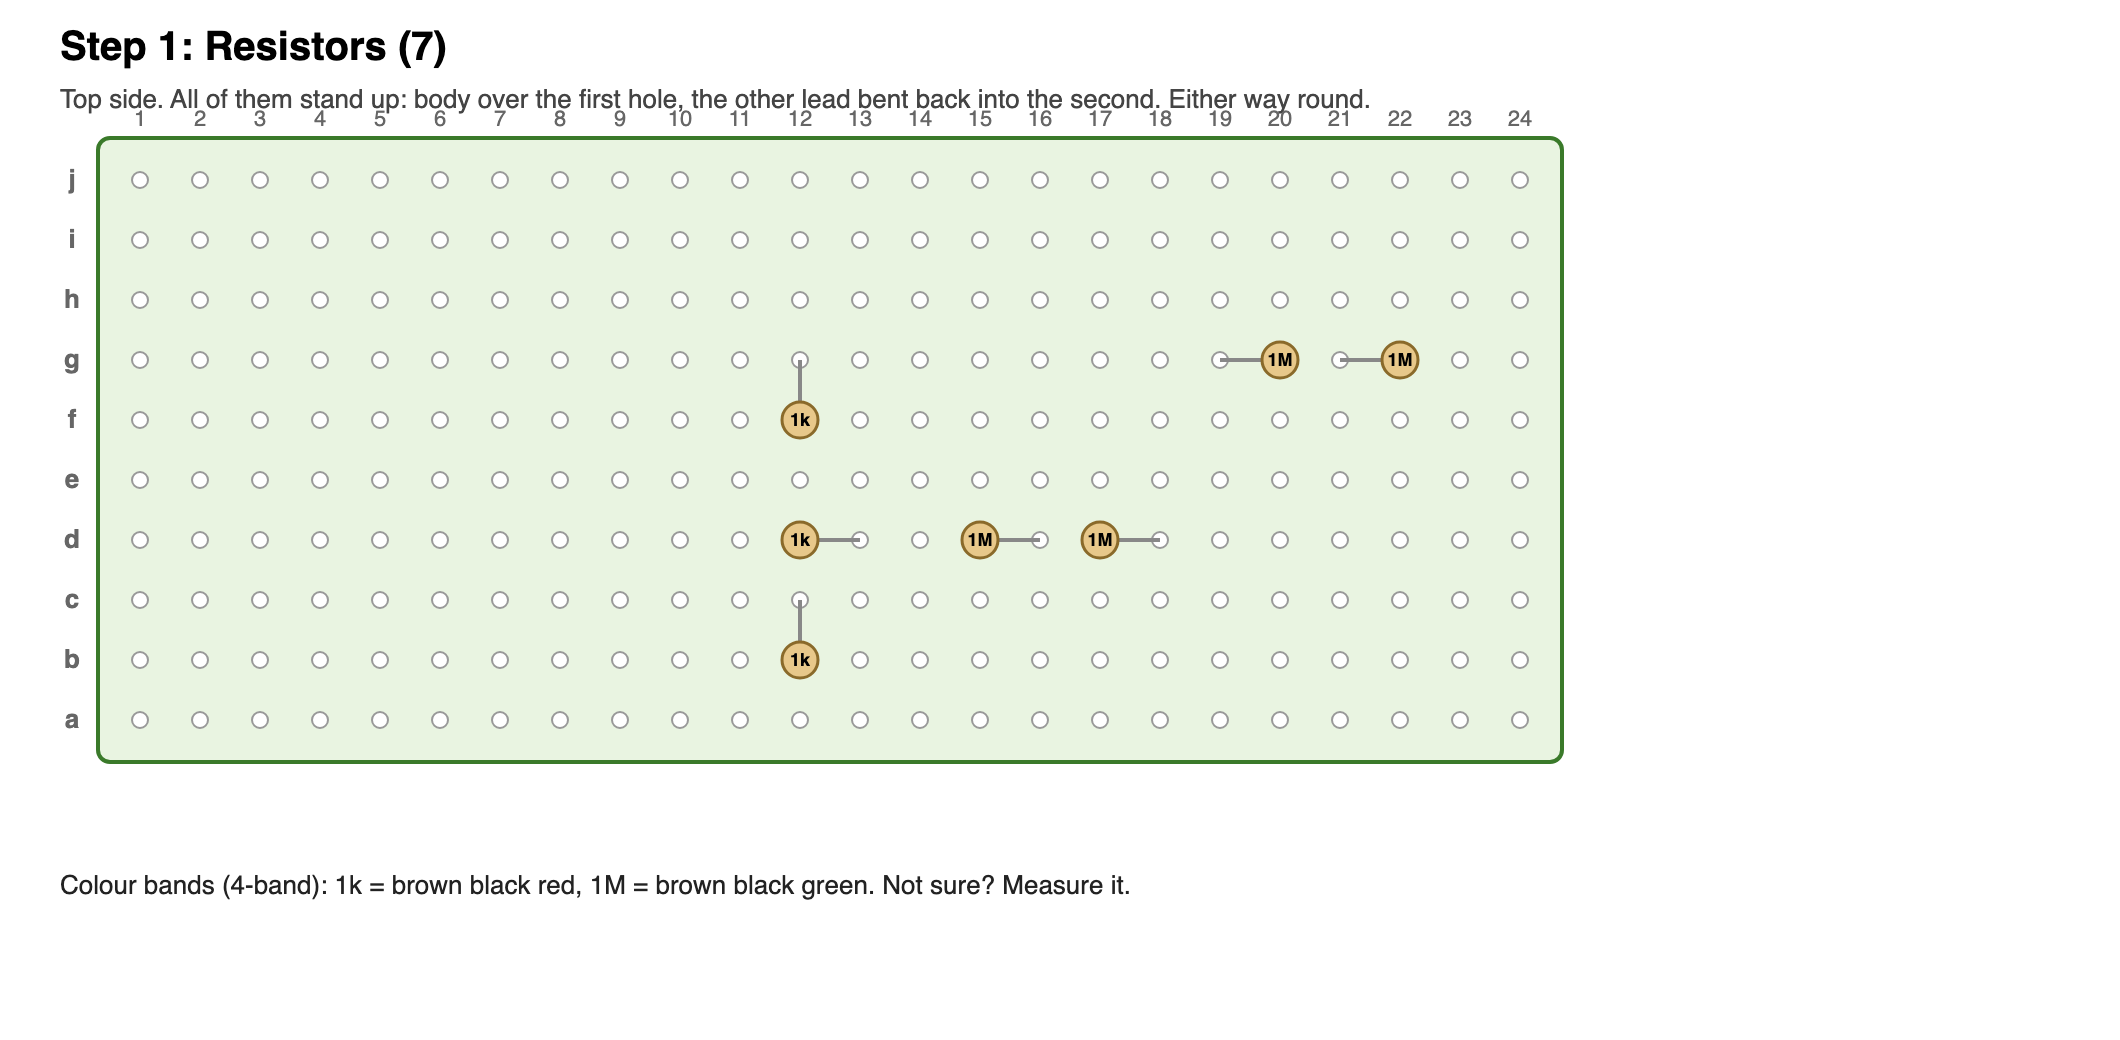 Step 1: Resistors (7)
Top side. All of them stand up: body over the first hole, the other lead bent back into the second. Either way round.
1 2 3 4 5 6 7 8 9 10 11 12 13 14 15 16 17 18 19 20 21 22 23 24
j
i
h
g 1M 1M
f 1k
e
d 1k 1M 1M
c
b 1k
a
Colour bands (4-band): 1k = brown black red, 1M = brown black green. Not sure? Measure it.